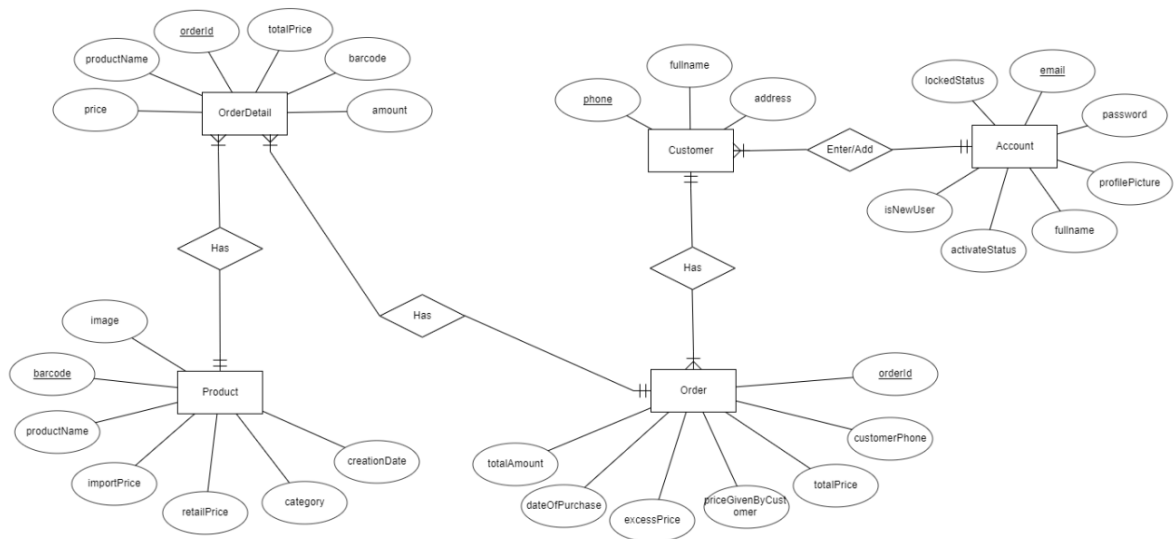 orderId
totalPrice
productName
barcode
price
OrderDetail
amount
fullname
phone
address
Customer
Enter/Add
lockedStatus
email
password
Account
profilePicture
isNewUser
activateStatus
fullname
Has
Has
Has
image
barcode
Product
productName
importPrice
retailPrice
category
creationDate
Order
orderId
customerPhone
totalAmount
dateOfPurchase
excessPrice
priceGivenByCust
omer
totalPrice